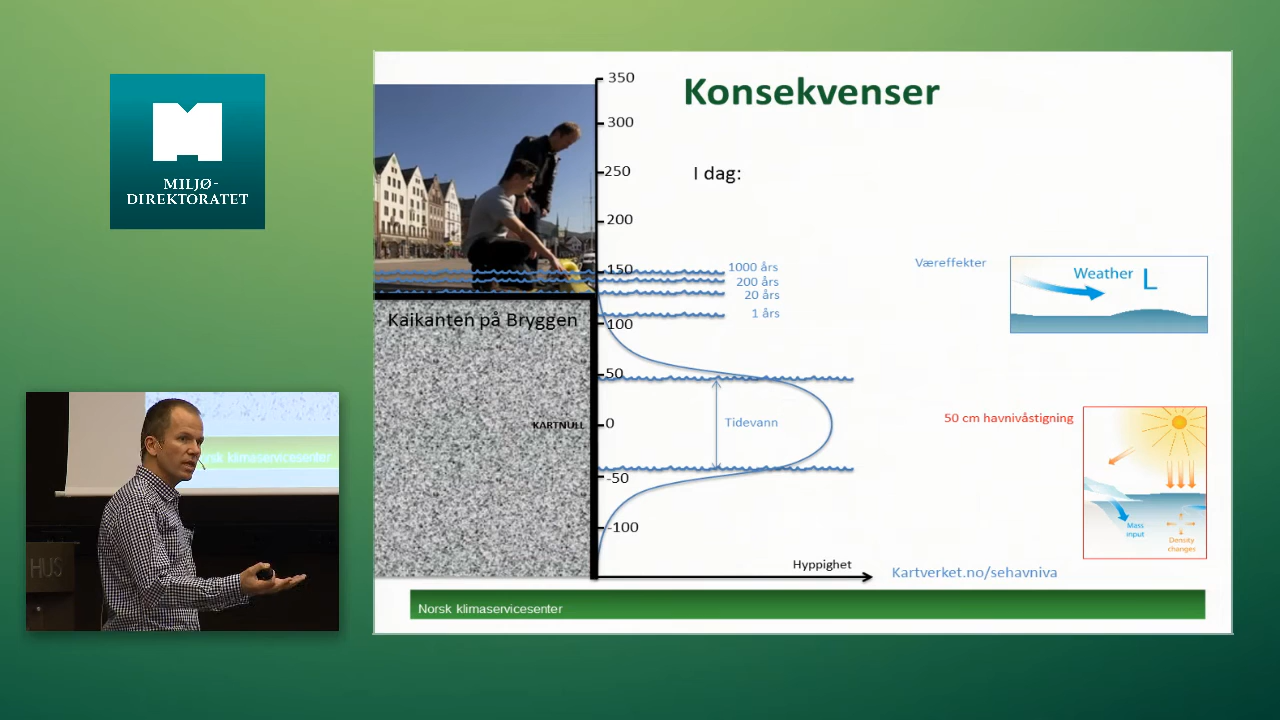 MILJØ-
DIREKTORATET
Konsekvenser
I dag:
350
300
250
200
150
100
50
0
-50
-100
1000 års
200 års
20 års
1 års
Kaikanten på Bryggen
KARTNULL
Tidevann
Hyppighet
Væreffekter
Weather L
50 cm havnivåstigning
Mass
input
Density
changes
Kartverket.no/sehavniva
Norsk klimaservicesenter
rsk klimaservicesenter
HUS